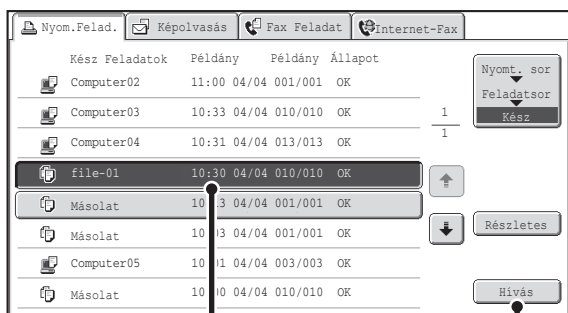 Nyom.Felad. Képolvasás Fax Feladat Internet-Fax
Kész Feladatok Példány Példány Állapot
Computer02 11:00 04/04 001/001 OK
Computer03 10:33 04/04 010/010 OK
Computer04 10:31 04/04 013/013 OK
file-01 10:30 04/04 010/010 OK
Másolat 04/04 001/001 OK
Másolat 04/04 001/001 OK
Computer05 04/04 003/003 OK
Másolat 04/04 010/010 OK
1
1
Nyomt. sor
Feladatsor
Kész
Részletes
Hívás